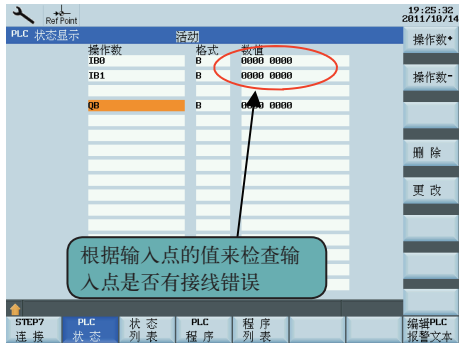 Ref Point
19:25:32
2011/10/14
PLC 状态显示 活动
操作数 格式 数值
IB0 B 0000 0000
IB1 B 0000 0000
QB B 0000 0000
操作数+
操作数-
删 除
更 改
根据输入点的值来检查输
入点是否有接线错误
STEP7
连 接
PLC
状 态
状 态
列 表
PLC
程 序
程 序
列 表
编辑PLC
报警文本